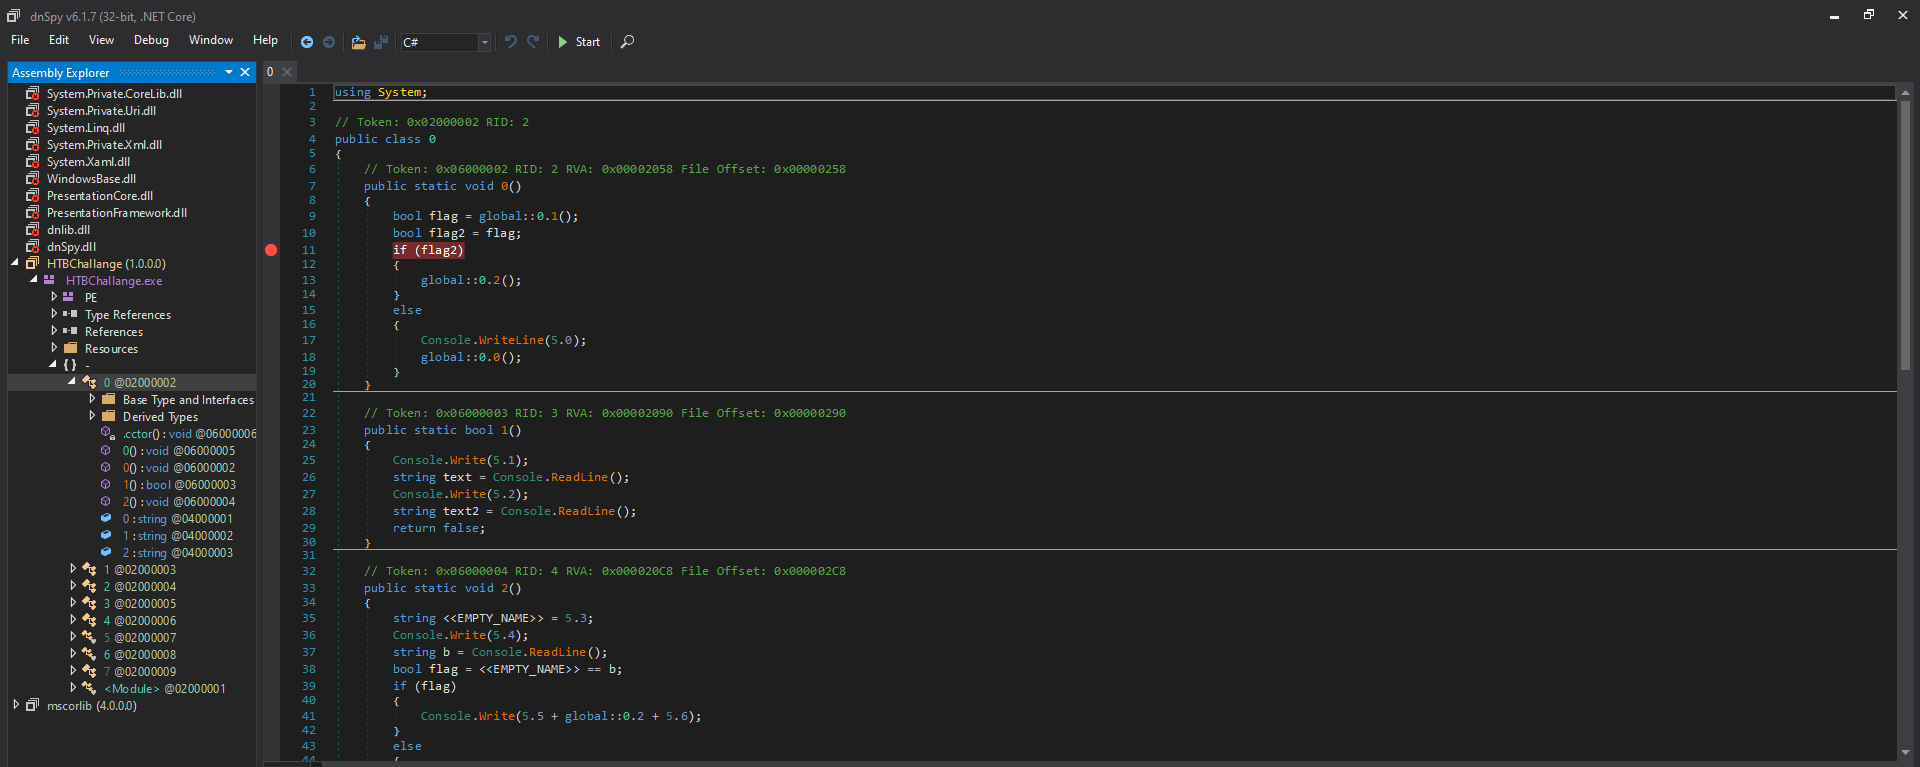 dnSpy v6.1.7 (32-bit, .NET Core)
File Edit View Debug Window Help C# Start
Assembly Explorer
0
System.Private.CoreLib.dll
System.Private.Uri.dll
System.Linq.dll
System.Private.Xml.dll
System.Xaml.dll
WindowsBase.dll
PresentationCore.dll
PresentationFramework.dll
dnlib.dll
dnSpy.dll
HTBChallange (1.0.0.0)
HTBChallange.exe
PE
Type References
References
Resources
{ } -
0 @02000002
Base Type and Interfaces
Derived Types
.cctor() : void @06000006
0() : void @06000005
0() : void @06000002
1() : bool @06000003
2() : void @06000004
0 : string @04000001
1 : string @04000002
2 : string @04000003
1 @02000003
2 @02000004
3 @02000005
4 @02000006
5 @02000007
6 @02000008
7 @02000009
<Module> @02000001
mscorlib (4.0.0.0)
1 using System;
2
3 // Token: 0x02000002 RID: 2
4 public class 0
5 {
6 // Token: 0x06000002 RID: 2 RVA: 0x00002058 File Offset: 0x00000258
7 public static void 0()
8 {
9 bool flag = global::0.1();
10 bool flag2 = flag;
11 if (flag2)
12 {
13 global::0.2();
14 }
15 else
16 {
17 Console.WriteLine(5.0);
18 global::0.0();
19 }
20 }
21
22 // Token: 0x06000003 RID: 3 RVA: 0x00002090 File Offset: 0x00000290
23 public static bool 1()
24 {
25 Console.Write(5.1);
26 string text = Console.ReadLine();
27 Console.Write(5.2);
28 string text2 = Console.ReadLine();
29 return false;
30 }
31
32 // Token: 0x06000004 RID: 4 RVA: 0x000020C8 File Offset: 0x000002C8
33 public static void 2()
34 {
35 string <<EMPTY_NAME>> = 5.3;
36 Console.Write(5.4);
37 string b = Console.ReadLine();
38 bool flag = <<EMPTY_NAME>> == b;
39 if (flag)
40 {
41 Console.Write(5.5 + global::0.2 + 5.6);
42 }
43 else
44 {